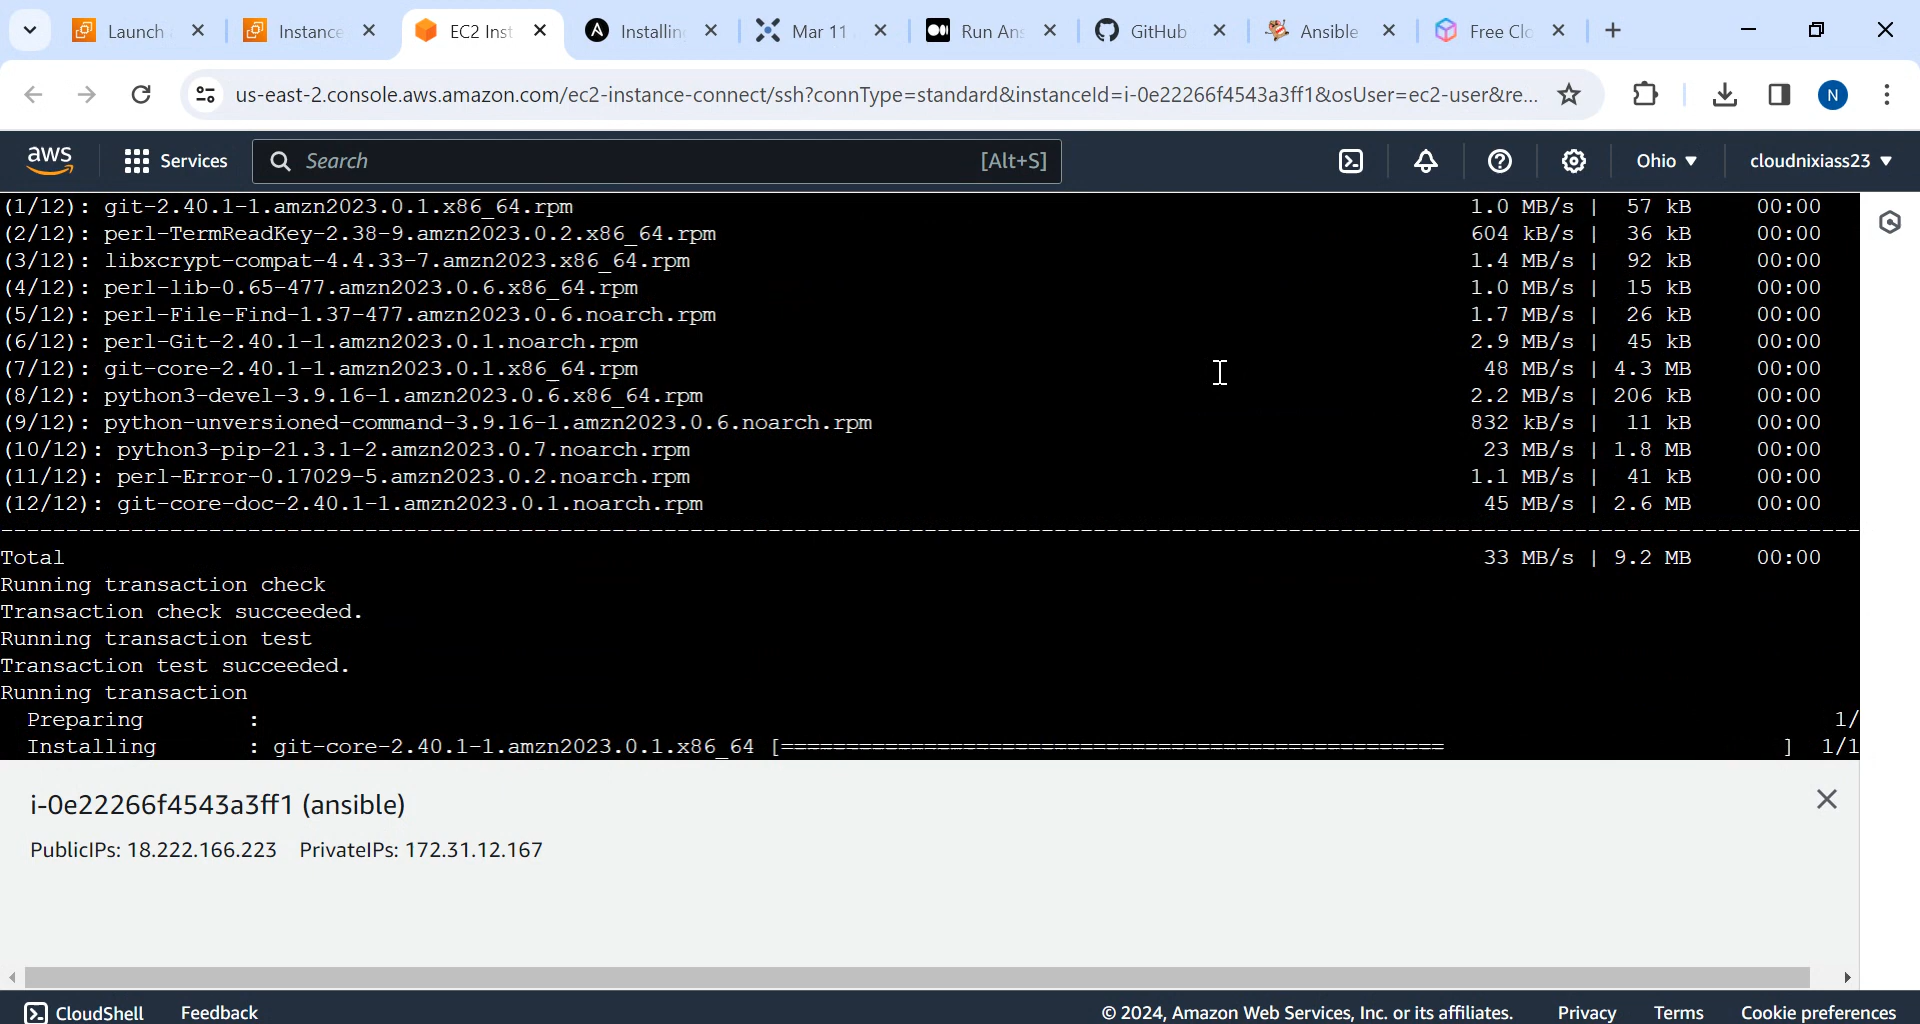 Launch
Instance
EC2 Inst
Installin
Mar 11
Run Ans
GitHub
Ansible
Free Clo
us-east-2.console.aws.amazon.com/ec2-instance-connect/ssh?connType=standard&instanceId=i-0e22266f4543a3ff1&osUser=ec2-user&re...
N
aws
Services
Search
[Alt+S]
Ohio
cloudnixiass23
(1/12): git-2.40.1-1.amzn2023.0.1.x86_64.rpm 1.0 MB/s | 57 kB 00:00
(2/12): perl-TermReadKey-2.38-9.amzn2023.0.2.x86_64.rpm 604 kB/s | 36 kB 00:00
(3/12): libxcrypt-compat-4.4.33-7.amzn2023.x86_64.rpm 1.4 MB/s | 92 kB 00:00
(4/12): perl-lib-0.65-477.amzn2023.0.6.x86_64.rpm 1.0 MB/s | 15 kB 00:00
(5/12): perl-File-Find-1.37-477.amzn2023.0.6.noarch.rpm 1.7 MB/s | 26 kB 00:00
(6/12): perl-Git-2.40.1-1.amzn2023.0.1.noarch.rpm 2.9 MB/s | 45 kB 00:00
(7/12): git-core-2.40.1-1.amzn2023.0.1.x86_64.rpm 48 MB/s | 4.3 MB 00:00
(8/12): python3-devel-3.9.16-1.amzn2023.0.6.x86_64.rpm 2.2 MB/s | 206 kB 00:00
(9/12): python-unversioned-command-3.9.16-1.amzn2023.0.6.noarch.rpm 832 kB/s | 11 kB 00:00
(10/12): python3-pip-21.3.1-2.amzn2023.0.7.noarch.rpm 23 MB/s | 1.8 MB 00:00
(11/12): perl-Error-0.17029-5.amzn2023.0.2.noarch.rpm 1.1 MB/s | 41 kB 00:00
(12/12): git-core-doc-2.40.1-1.amzn2023.0.1.noarch.rpm 45 MB/s | 2.6 MB 00:00
Total 33 MB/s | 9.2 MB 00:00
Running transaction check
Transaction check succeeded.
Running transaction test
Transaction test succeeded.
Running transaction
Preparing : 1/
Installing : git-core-2.40.1-1.amzn2023.0.1.x86_64 [=================================================== ] 1/1
i-0e22266f4543a3ff1 (ansible)
PublicIPs: 18.222.166.223 PrivateIPs: 172.31.12.167
CloudShell
Feedback
© 2024, Amazon Web Services, Inc. or its affiliates.
Privacy
Terms
Cookie preferences